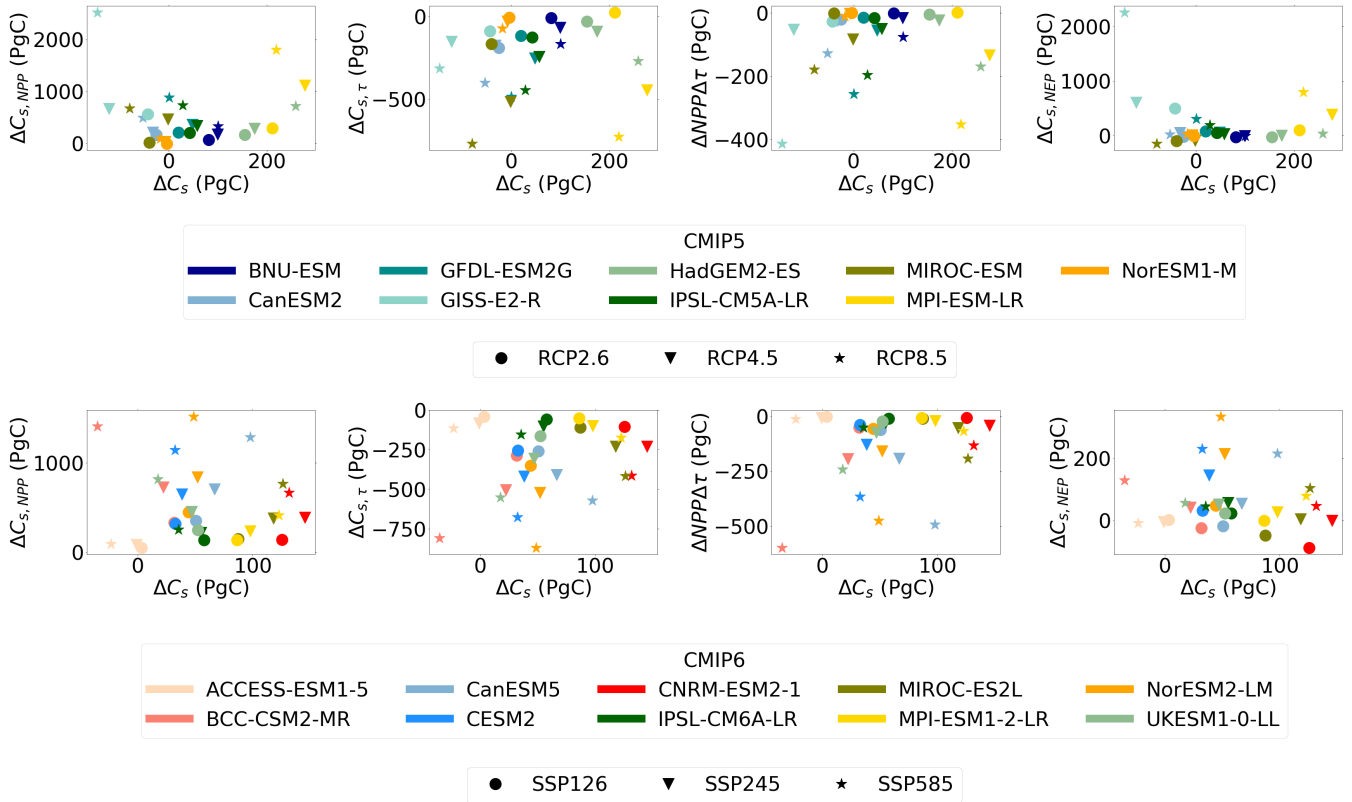 ΔC_{s,NPP} (PgC)
2000
1000
0
0 200
ΔC_s (PgC)
ΔC_{s,τ} (PgC)
0
−500
0 200
ΔC_s (PgC)
ΔNPPΔτ (PgC)
0
−200
−400
0 200
ΔC_s (PgC)
ΔC_{s,NEP} (PgC)
2000
1000
0
0 200
ΔC_s (PgC)
CMIP5
BNU-ESM GFDL-ESM2G HadGEM2-ES MIROC-ESM NorESM1-M
CanESM2 GISS-E2-R IPSL-CM5A-LR MPI-ESM-LR
RCP2.6 RCP4.5 RCP8.5
ΔC_{s,NPP} (PgC)
1000
0
0 100
ΔC_s (PgC)
ΔC_{s,τ} (PgC)
0
−250
−500
−750
0 100
ΔC_s (PgC)
ΔNPPΔτ (PgC)
0
−250
−500
0 100
ΔC_s (PgC)
ΔC_{s,NEP} (PgC)
200
0
0 100
ΔC_s (PgC)
CMIP6
ACCESS-ESM1-5 CanESM5 CNRM-ESM2-1 MIROC-ES2L NorESM2-LM
BCC-CSM2-MR CESM2 IPSL-CM6A-LR MPI-ESM1-2-LR UKESM1-0-LL
SSP126 SSP245 SSP585